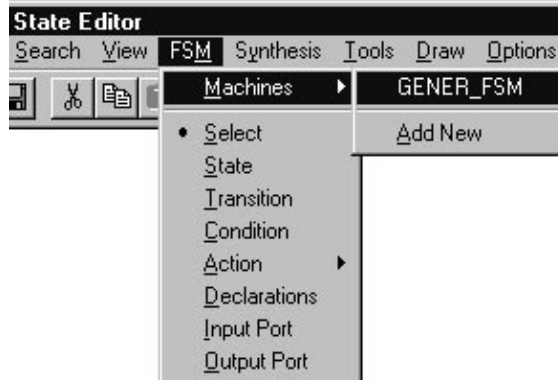 State Editor
Search View FSM Synthesis Tools Draw Options
Machines GENER_FSM
Select Add New
State
Transition
Condition
Action
Declarations
Input Port
Output Port